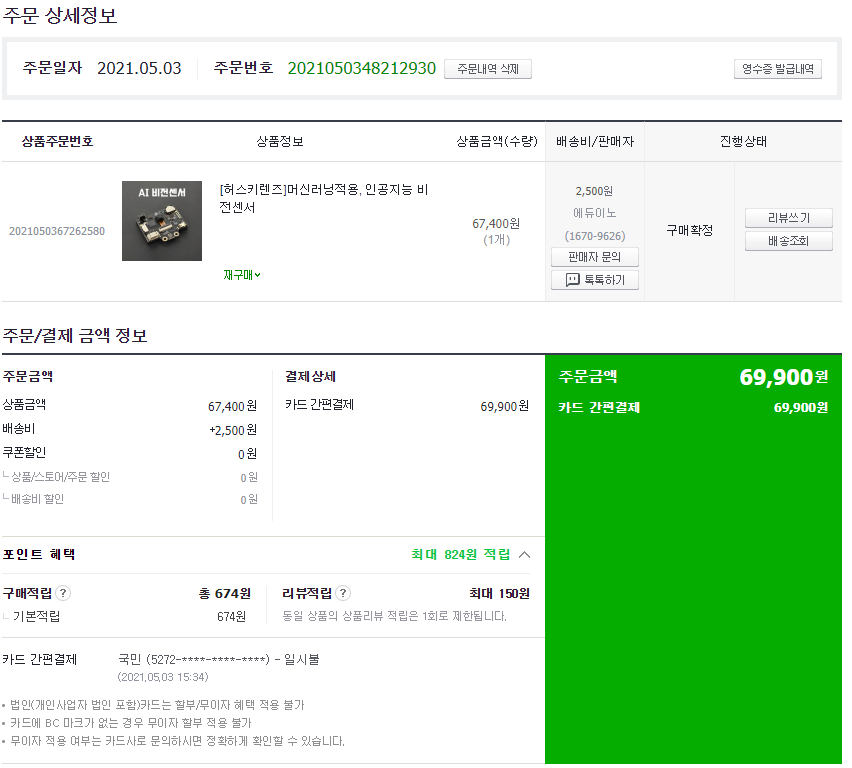 주문 상세정보
주문일자 2021.05.03 주문번호 2021050348212930 주문내역 삭제 영수증 발급내역
상품주문번호 상품정보 상품금액(수량) 배송비/판매자 진행상태
2021050367262580
AI 비전센서
[허스키렌즈]머신러닝적용, 인공지능 비
전센서
재구매
67,400원
(1개)
2,500원
에듀이노
(1670-9626)
판매자 문의
톡톡하기
구매확정
리뷰쓰기
배송조회
주문/결제 금액 정보
주문금액
상품금액 67,400원
배송비 +2,500원
쿠폰할인 0원
└ 상품/스토어/주문 할인 0원
└ 배송비 할인 0원
결제상세
카드 간편결제 69,900원
주문금액 69,900원
카드 간편결제 69,900원
포인트 혜택 최대 824원 적립
구매적립 ? 총 674원
└ 기본적립 674원
리뷰적립 ? 최대 150원
동일 상품의 상품리뷰 적립은 1회로 제한됩니다.
카드 간편결제 국민 (5272-****-****-****) - 일시불
(2021.05.03 15:34)
• 법인(개인사업자 법인 포함)카드는 할부/무이자 혜택 적용 불가
• 카드에 BC 마크가 없는 경우 무이자 할부 적용 불가
• 무이자 적용 여부는 카드사로 문의하시면 정확하게 확인할 수 있습니다.